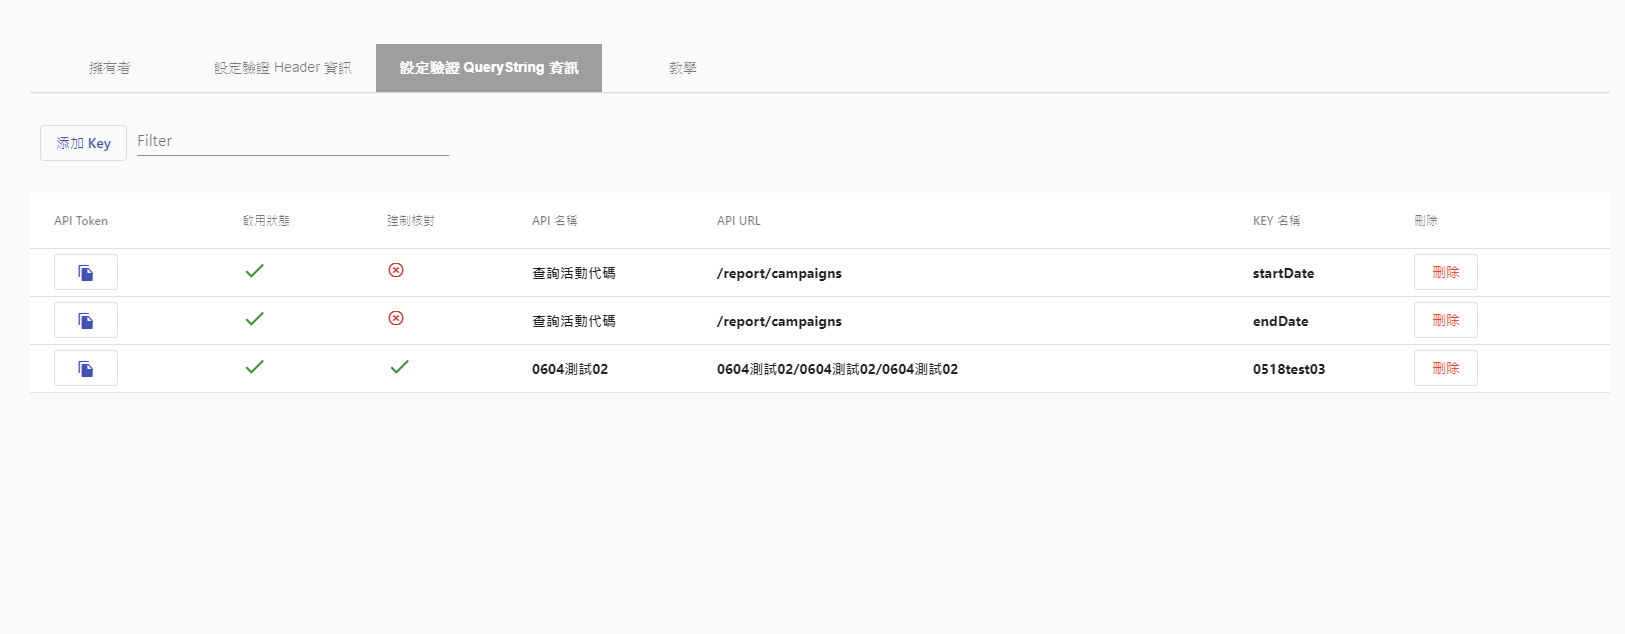 擁有者 設定驗證 Header 資訊 設定驗證 QueryString 資訊 教學
添加 Key Filter
API Token 啟用狀態 強制核對 API 名稱 API URL KEY 名稱 刪除
查詢活動代碼 /report/campaigns startDate 刪除
查詢活動代碼 /report/campaigns endDate 刪除
0604測試02 0604測試02/0604測試02/0604測試02 0518test03 刪除